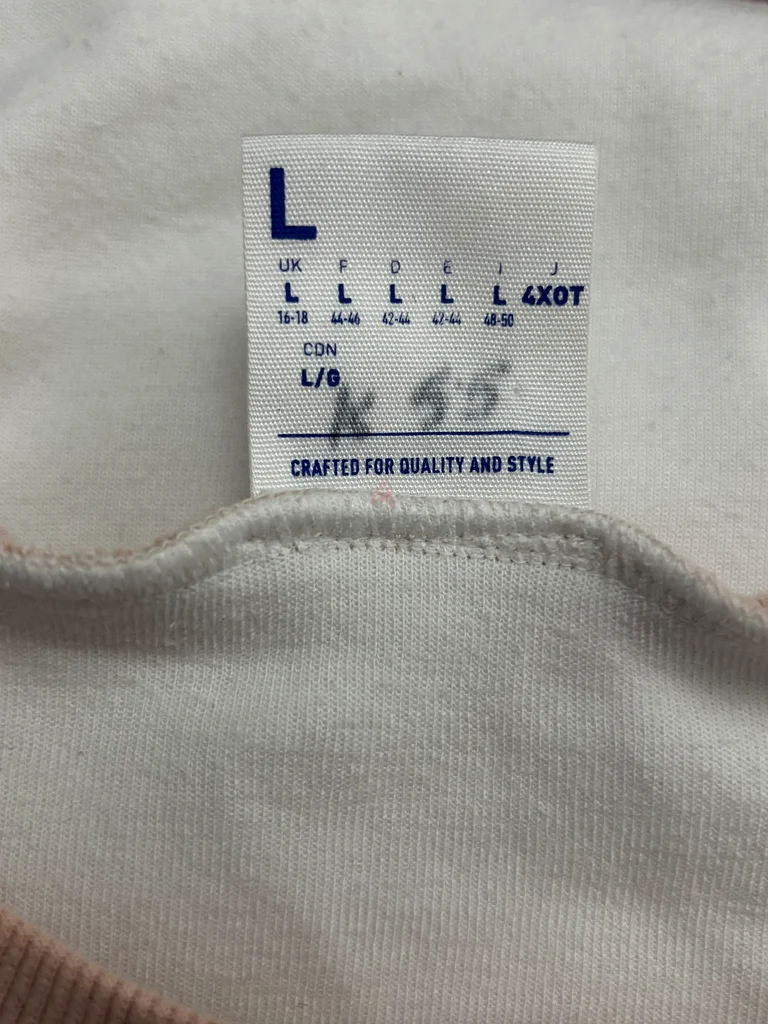 L
UK F D E I J
L L L L L 4XOT
16-18 44-46 42-44 42-44 48-50
CDN
L/G
CRAFTED FOR QUALITY AND STYLE